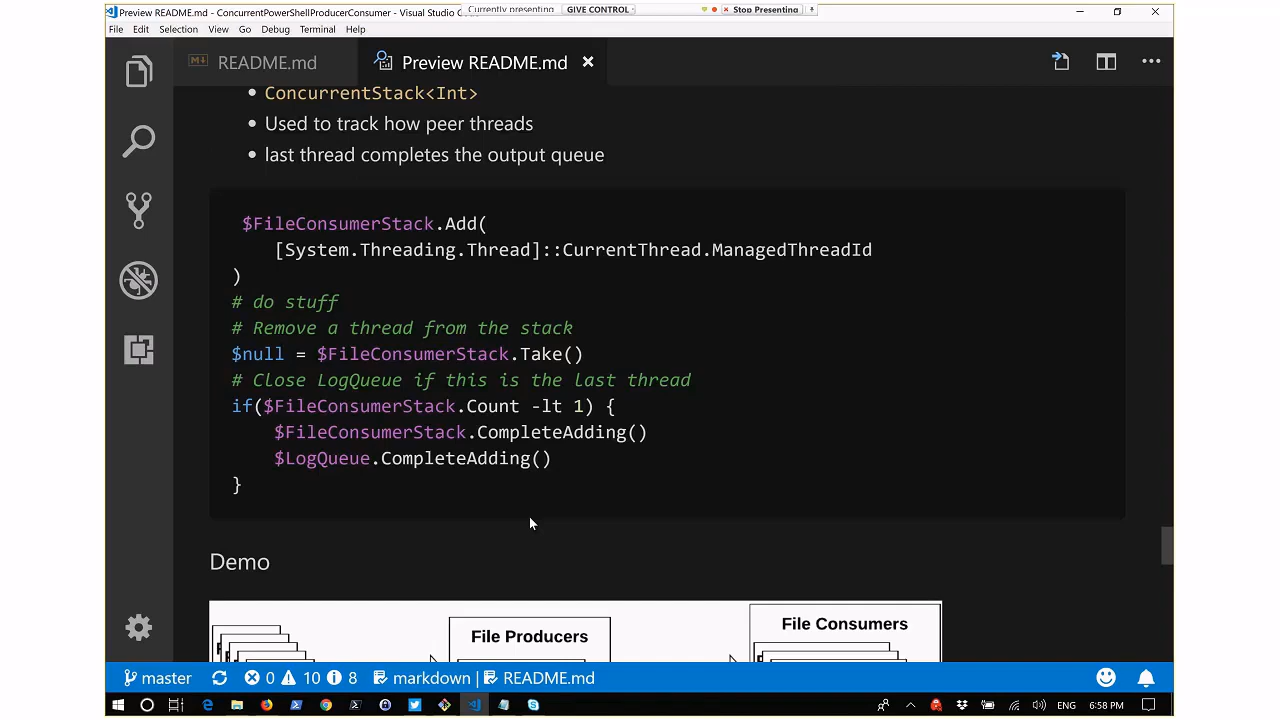 Preview README.md - ConcurrentPowerShellProducerConsumer - Visual Studio
Currently presenting GIVE CONTROL Stop Presenting
File Edit Selection View Go Debug Terminal Help
README.md Preview README.md
• ConcurrentStack<Int>
• Used to track how peer threads
• last thread completes the output queue
$FileConsumerStack.Add(
[System.Threading.Thread]::CurrentThread.ManagedThreadId
)
# do stuff
# Remove a thread from the stack
$null = $FileConsumerStack.Take()
# Close LogQueue if this is the last thread
if($FileConsumerStack.Count -lt 1) {
$FileConsumerStack.CompleteAdding()
$LogQueue.CompleteAdding()
}
Demo
File Producers
File Consumers
master 0 10 8 markdown README.md
ENG 6:58 PM